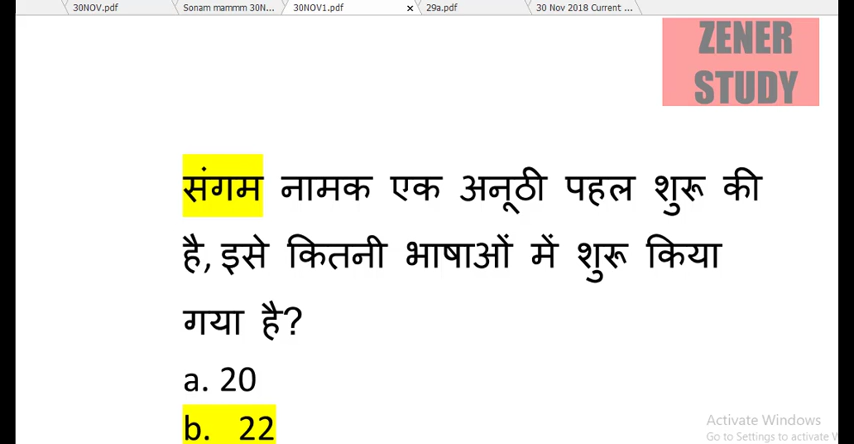 30NOV.pdf Sonam mammm 30N... 30NOV1.pdf x 29a.pdf 30 Nov 2018 Current ...
ZENER
STUDY
संगम नामक एक अनूठी पहल शुरू की
है, इसे कितनी भाषाओं में शुरू किया
गया है?
a. 20
b. 22
Activate Windows
Go to Settings to activate W